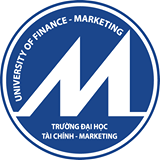 UNIVERSITY OF FINANCE - MARKETING
TRƯỜNG ĐẠI HỌC
TÀI CHÍNH - MARKETING